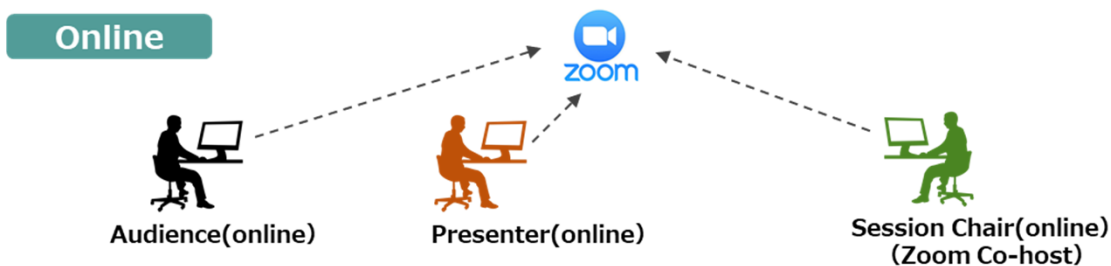 Online
zoom
Audience(online）
Presenter(online）
Session Chair(online）
（Zoom Co-host）